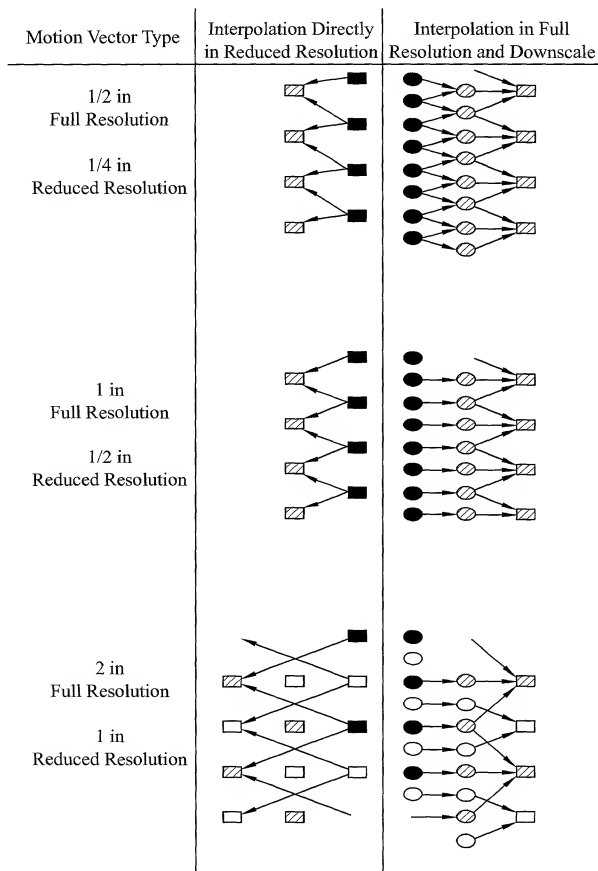 Motion Vector Type
Interpolation Directly
in Reduced Resolution
Interpolation in Full
Resolution and Downscale
1/2 in
Full Resolution
1/4 in
Reduced Resolution
1 in
Full Resolution
1/2 in
Reduced Resolution
2 in
Full Resolution
1 in
Reduced Resolution